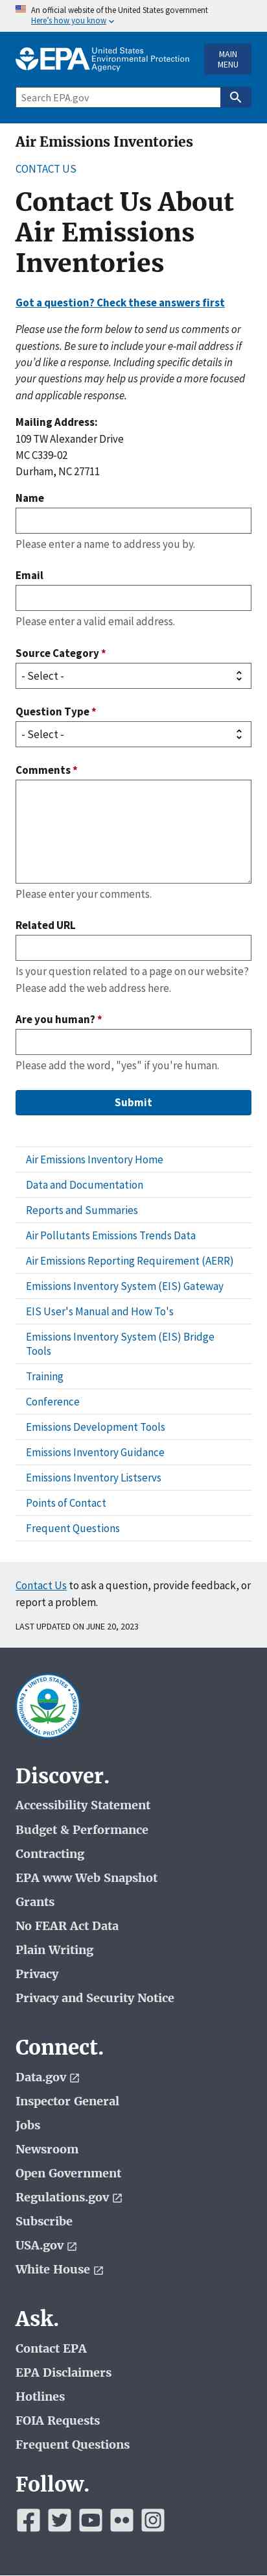 An official website of the United States government
Here's how you know
EPA United States Environmental Protection Agency
MAIN MENU
Search EPA.gov
Air Emissions Inventories
CONTACT US
Contact Us About
Air Emissions
Inventories
Got a question? Check these answers first
Please use the form below to send us comments or
questions. Be sure to include your e-mail address if
you'd like a response. Including specific details in
your questions may help us provide a more focused
and applicable response.
Mailing Address:
109 TW Alexander Drive
MC C339-02
Durham, NC 27711
Name
Please enter a name to address you by.
Email
Please enter a valid email address.
Source Category *
- Select -
Question Type *
- Select -
Comments *
Please enter your comments.
Related URL
Is your question related to a page on our website?
Please add the web address here.
Are you human? *
Please add the word, "yes" if you're human.
Submit
Air Emissions Inventory Home
Data and Documentation
Reports and Summaries
Air Pollutants Emissions Trends Data
Air Emissions Reporting Requirement (AERR)
Emissions Inventory System (EIS) Gateway
EIS User's Manual and How To's
Emissions Inventory System (EIS) Bridge
Tools
Training
Conference
Emissions Development Tools
Emissions Inventory Guidance
Emissions Inventory Listservs
Points of Contact
Frequent Questions
Contact Us to ask a question, provide feedback, or
report a problem.
LAST UPDATED ON JUNE 20, 2023
UNITED STATES ENVIRONMENTAL PROTECTION AGENCY
Discover.
Accessibility Statement
Budget & Performance
Contracting
EPA www Web Snapshot
Grants
No FEAR Act Data
Plain Writing
Privacy
Privacy and Security Notice
Connect.
Data.gov
Inspector General
Jobs
Newsroom
Open Government
Regulations.gov
Subscribe
USA.gov
White House
Ask.
Contact EPA
EPA Disclaimers
Hotlines
FOIA Requests
Frequent Questions
Follow.